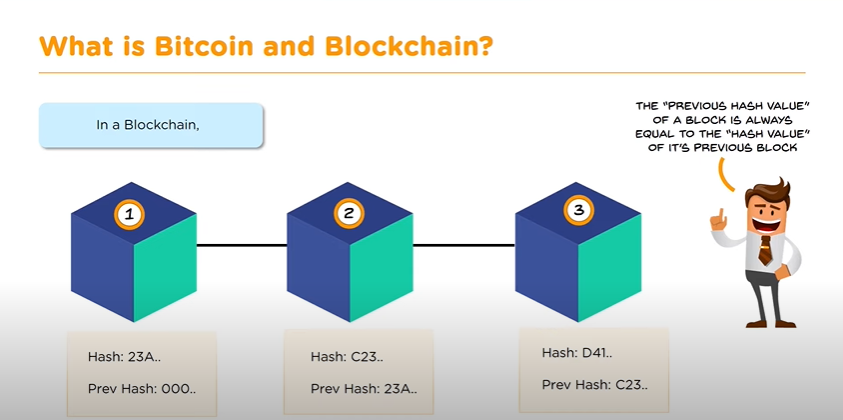 What is Bitcoin and Blockchain?
In a Blockchain,
THE "PREVIOUS HASH VALUE"
OF A BLOCK IS ALWAYS
EQUAL TO THE "HASH VALUE"
OF IT'S PREVIOUS BLOCK
1
2
3
Hash: 23A..
Prev Hash: 000..
Hash: C23..
Prev Hash: 23A..
Hash: D41..
Prev Hash: C23..